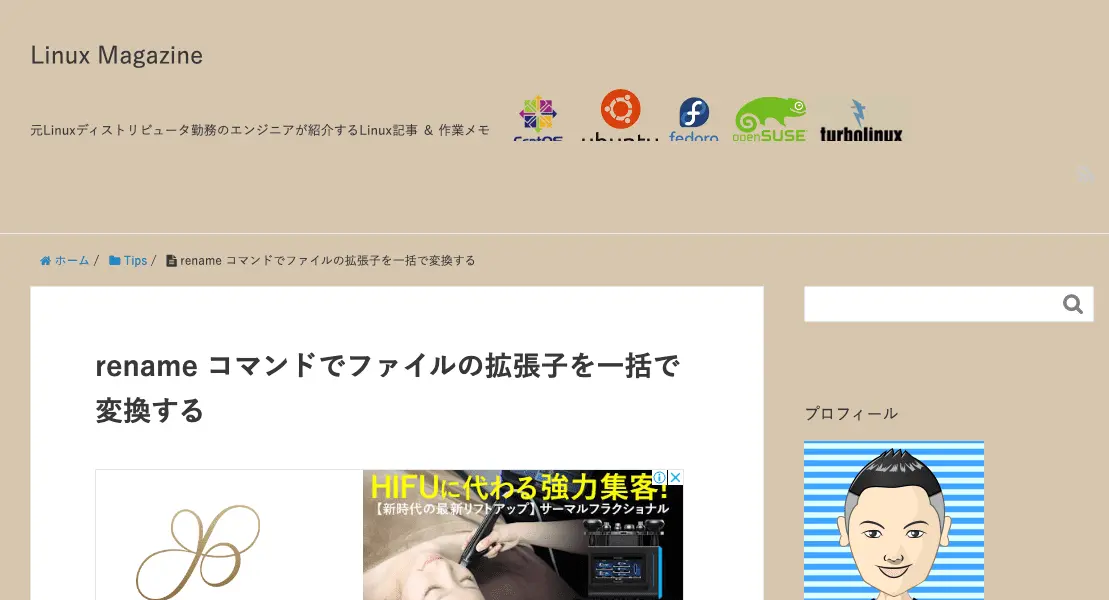 Linux Magazine
元Linuxディストリビュータ勤務のエンジニアが紹介するLinux記事 & 作業メモ
CentOS ubuntu fedora openSUSE turbolinux
ホーム / Tips / rename コマンドでファイルの拡張子を一括で変換する
rename コマンドでファイルの拡張子を一括で
変換する
プロフィール
HIFUに代わる強力集客!
【新時代の最新リフトアップ】サーマルフラクショナル